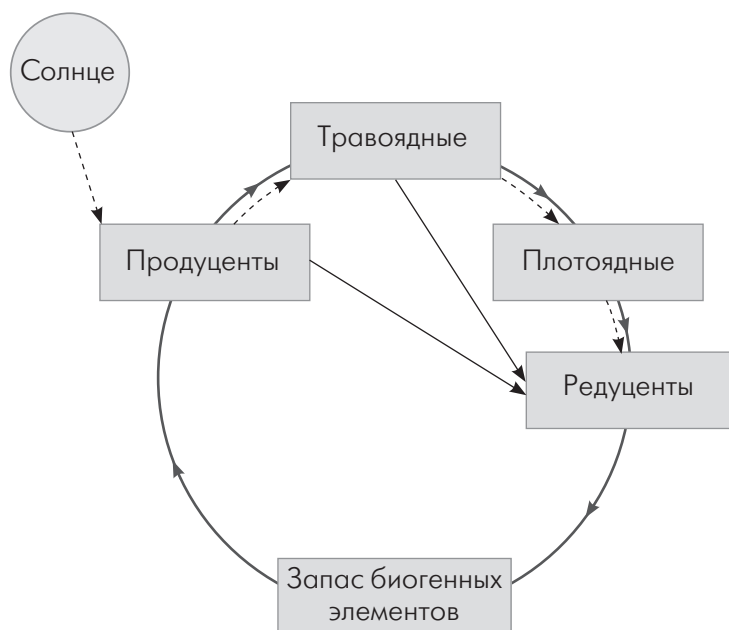 Солнце
Травоядные
Продуценты
Плотоядные
Редуценты
Запас биогенных
элементов